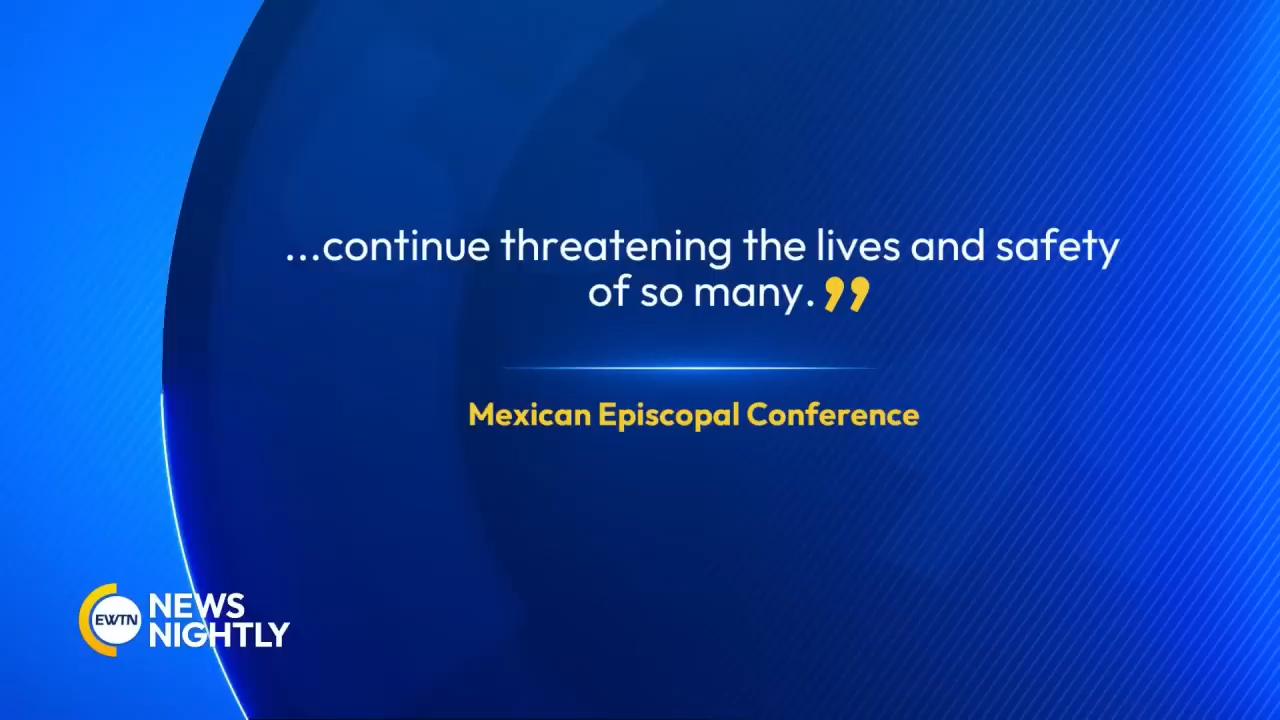 ...continue threatening the lives and safety
of so many.”
Mexican Episcopal Conference
EWTN
NEWS
NIGHTLY